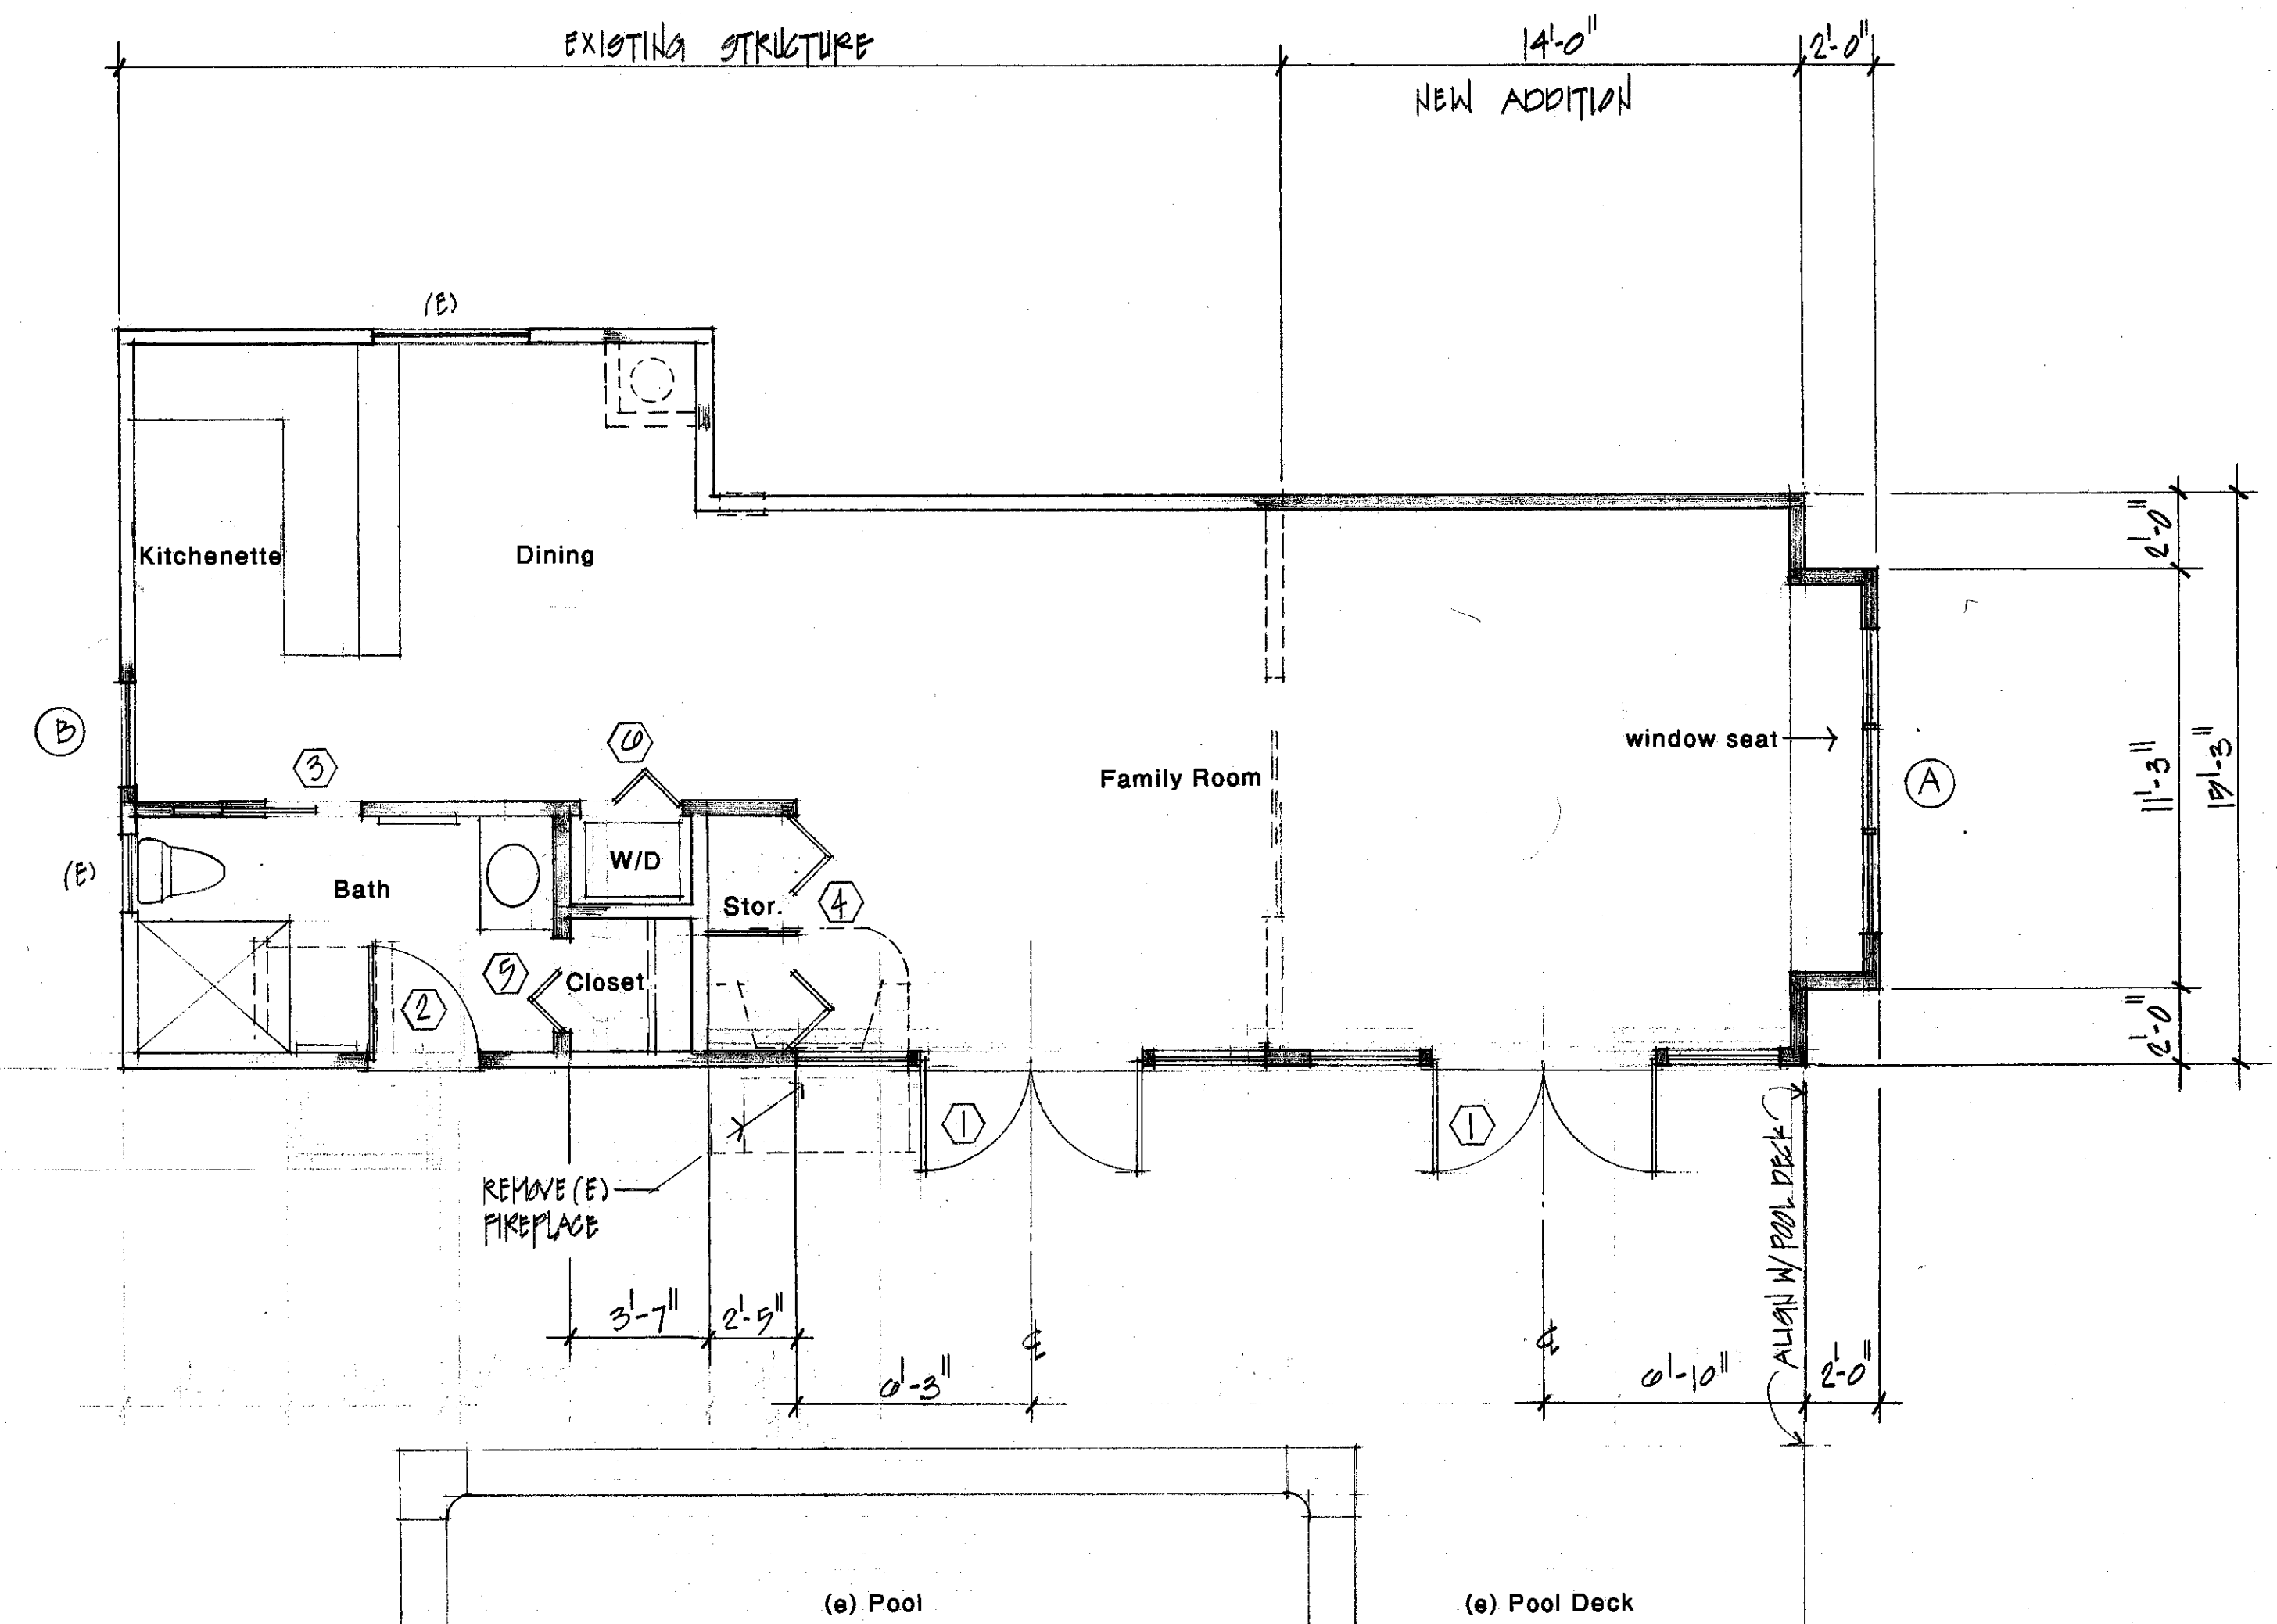 EXISTING STRUCTURE
14'-0"
2'-0"
NEW ADDITION
(E)
2'-0"
Kitchenette
Dining
B
6
3
window seat
Family Room
A
11'-3"
15'-3"
(E)
W/D
Bath
Stor.
4
5
Closet
2
2'-0"
1
1
REMOVE (E)
FIREPLACE
ALIGN W/ POOL DECK
3'-7"
2'-5"
℄
℄
6'-3"
6'-10"
2'-0"
(e) Pool
(e) Pool Deck